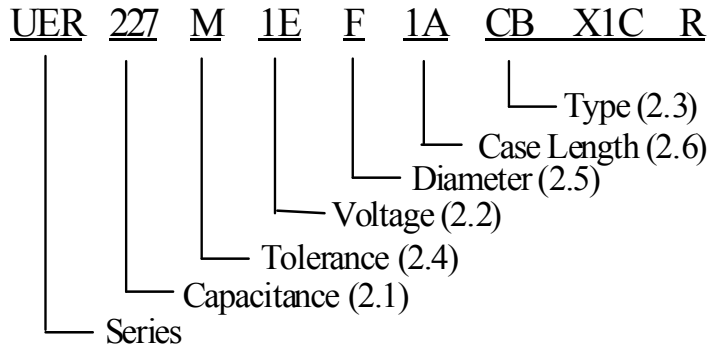 UER 227 M 1E F 1A CB X1C R
Type (2.3)
Case Length (2.6)
Diameter (2.5)
Voltage (2.2)
Tolerance (2.4)
Capacitance (2.1)
Series